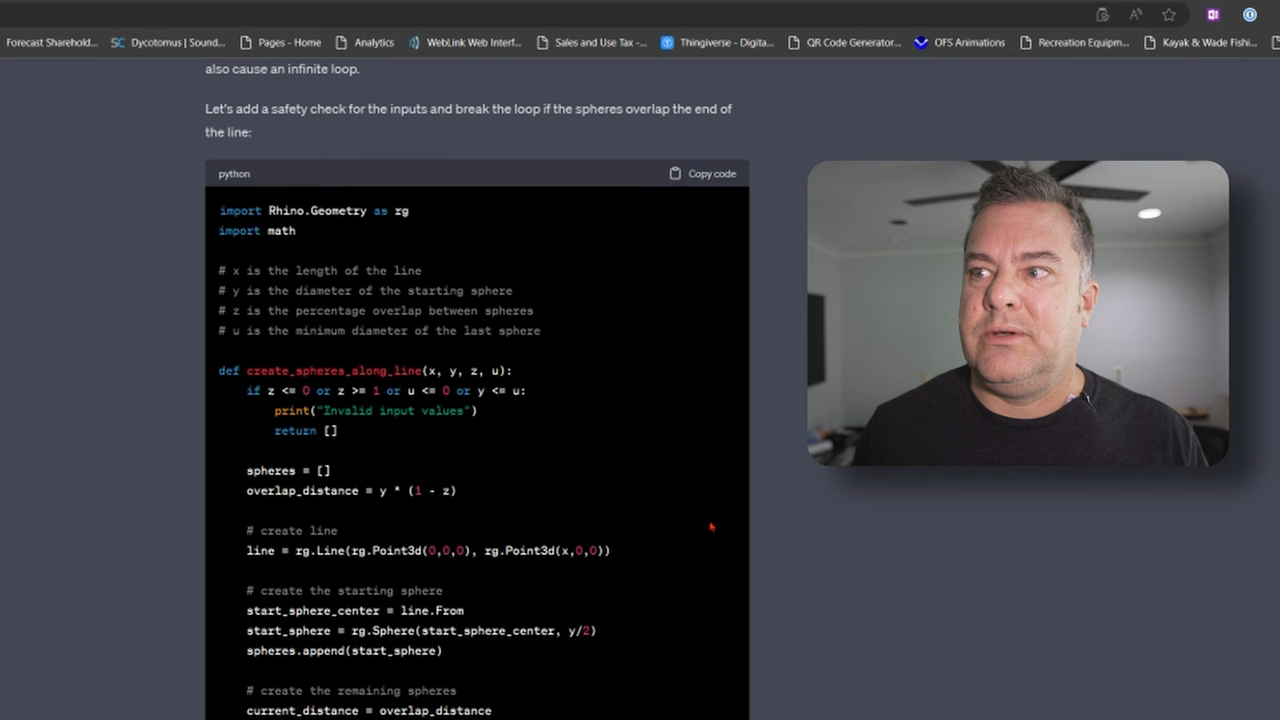 Forecast Sharehold...
SC Dycotomus | Sound...
Pages - Home
Analytics
WebLink Web Interf...
Sales and Use Tax -...
Thingiverse - Digita...
QR Code Generator...
OFS Animations
Recreation Equipm...
Kayak & Wade Fishi...
also cause an infinite loop.
Let's add a safety check for the inputs and break the loop if the spheres overlap the end of
the line:
python
Copy code
import Rhino.Geometry as rg
import math
# x is the length of the line
# y is the diameter of the starting sphere
# z is the percentage overlap between spheres
# u is the minimum diameter of the last sphere
def create_spheres_along_line(x, y, z, u):
if z <= 0 or z >= 1 or u <= 0 or y <= u:
print("Invalid input values")
return []
spheres = []
overlap_distance = y * (1 - z)
# create line
line = rg.Line(rg.Point3d(0,0,0), rg.Point3d(x,0,0))
# create the starting sphere
start_sphere_center = line.From
start_sphere = rg.Sphere(start_sphere_center, y/2)
spheres.append(start_sphere)
# create the remaining spheres
current_distance = overlap_distance